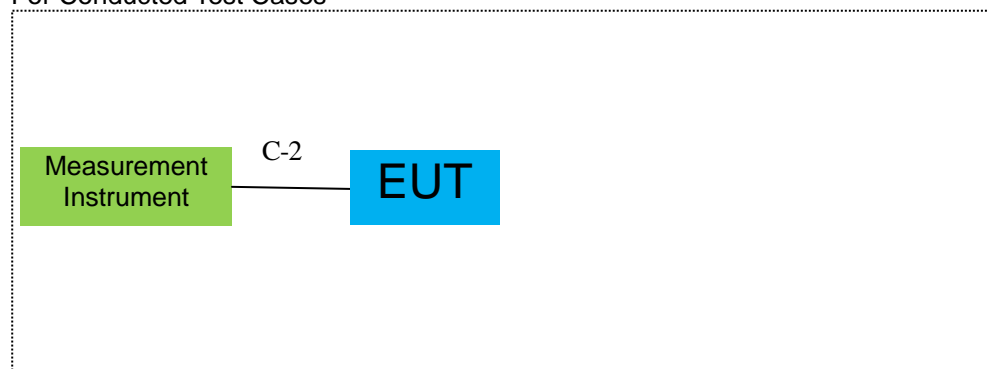 For Conducted Test Cases
C-2
Measurement
Instrument
EUT